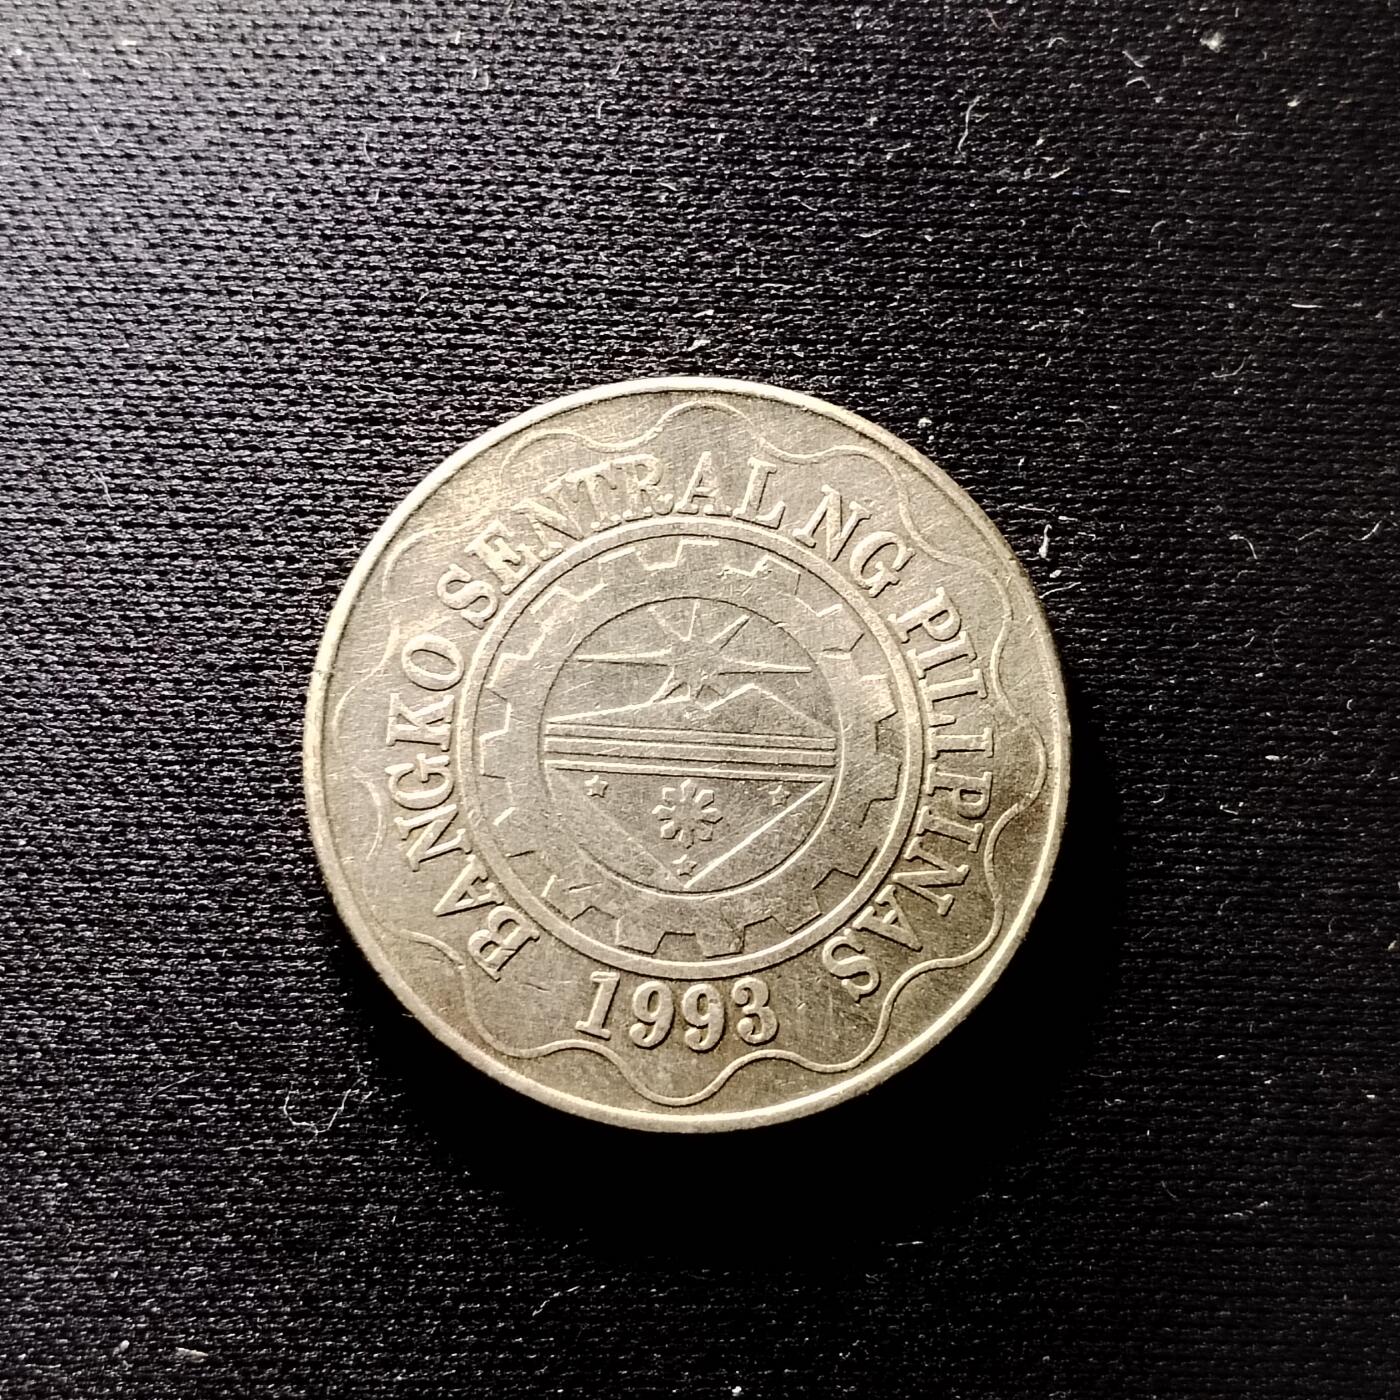 BANGKO SENTRAL NG PILIPINAS
1993